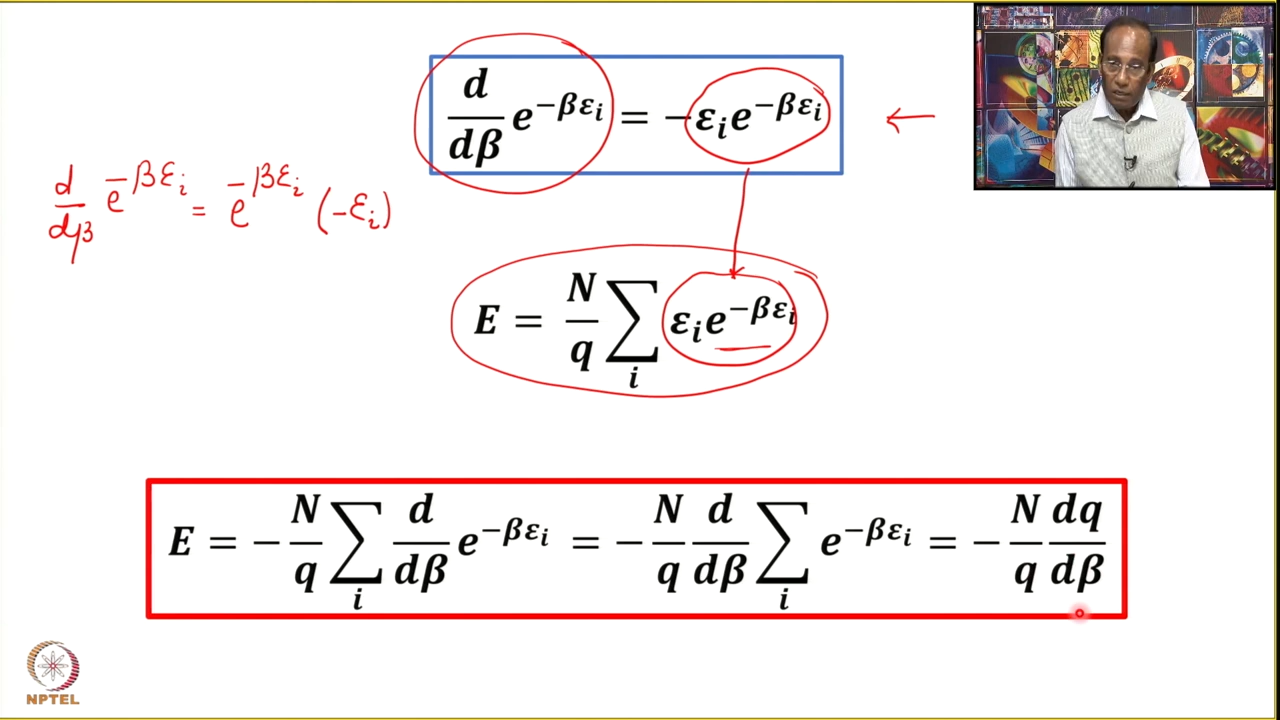 d/dβ e^{−βε_i} = −ε_i e^{−βε_i} ←
d/dβ e^{−βε_i} = e^{−βε_i} (−ε_i)
E = N/q ∑_i ε_i e^{−βε_i}
E = −N/q ∑_i d/dβ e^{−βε_i} = −N/q d/dβ ∑_i e^{−βε_i} = −N/q dq/dβ
NPTEL